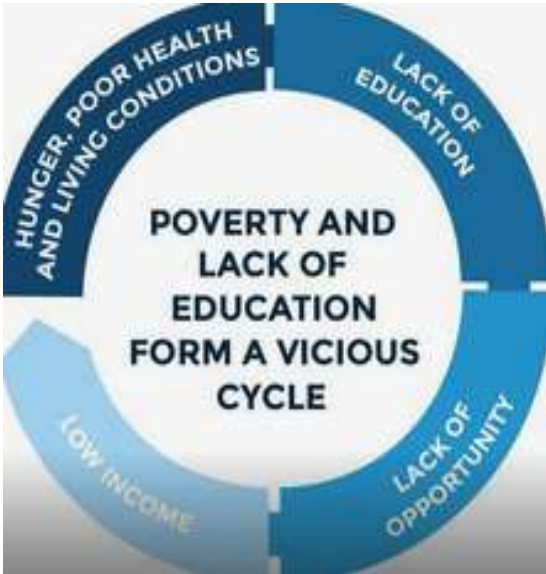 HUNGER, POOR HEALTH
AND LIVING CONDITIONS
LACK OF
EDUCATION
POVERTY AND
LACK OF
EDUCATION
FORM A VICIOUS
CYCLE
LACK OF
OPPORTUNITY
LOW INCOME